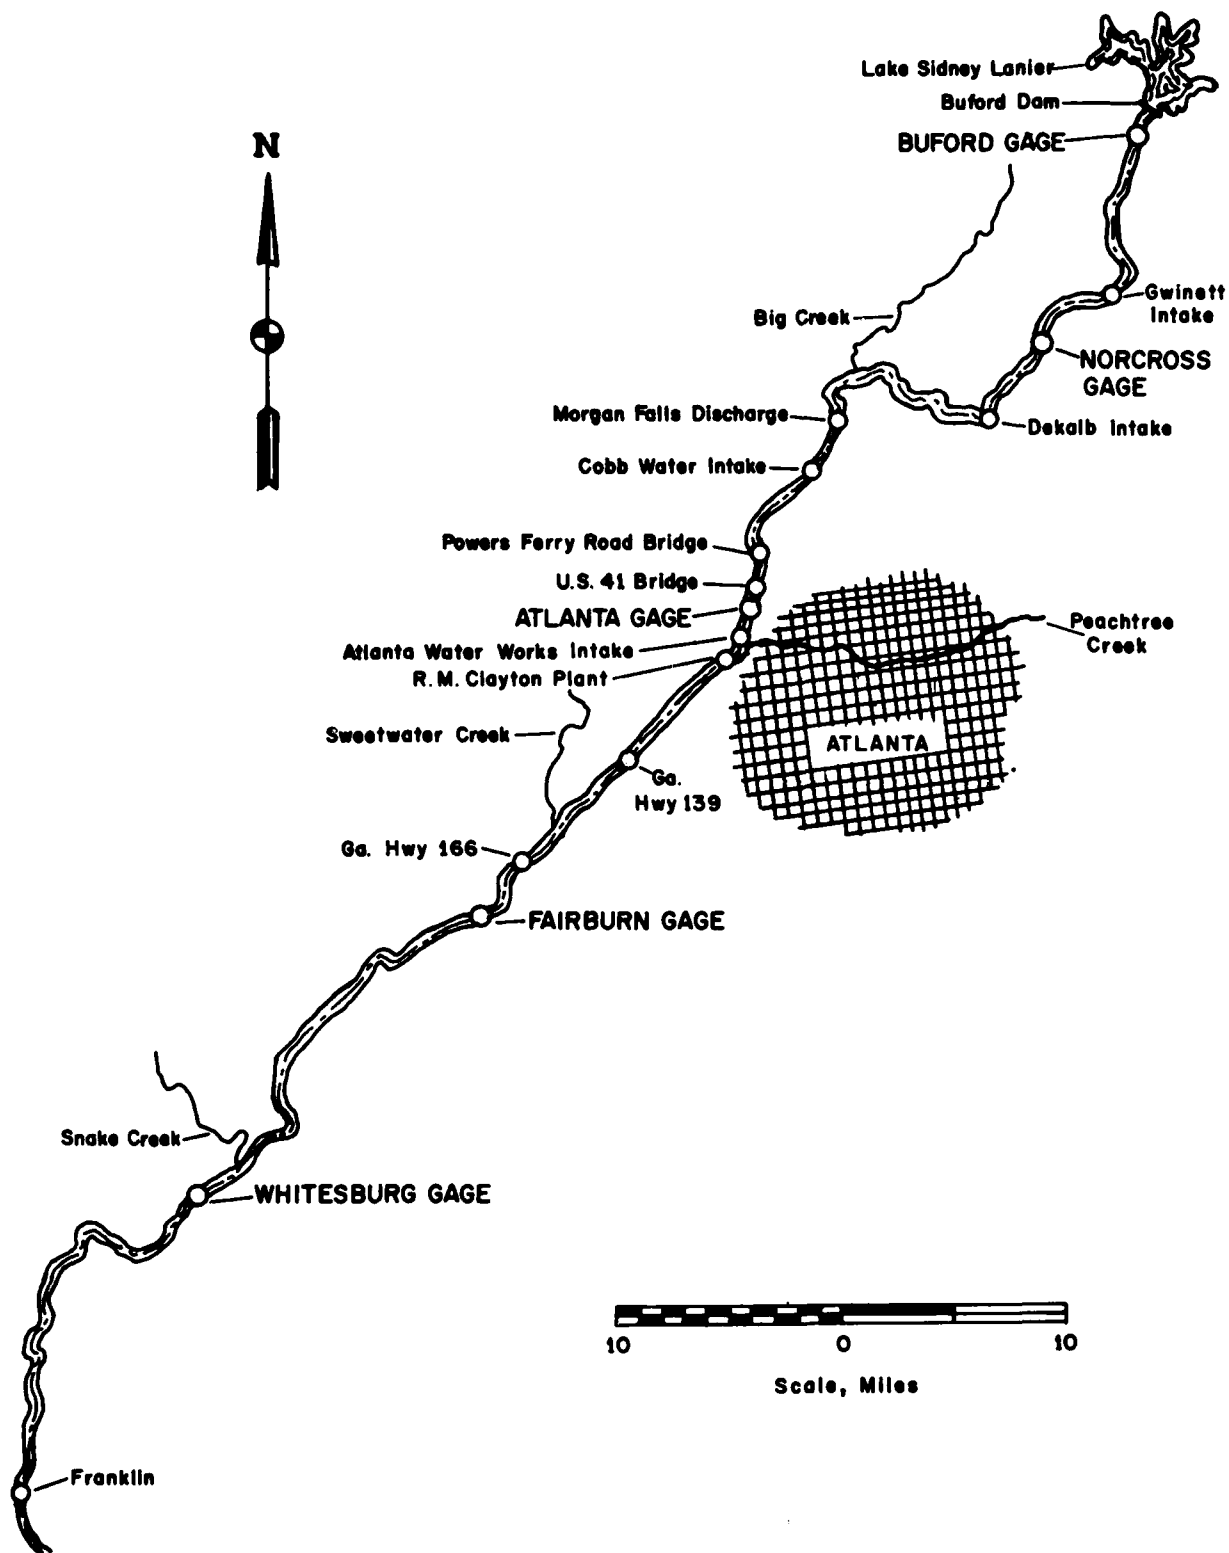 Lake Sidney Lanier
Buford Dam
N
BUFORD GAGE
Gwinett
Intake
Big Creek
NORCROSS
GAGE
Morgan Falls Discharge
Dekalb Intake
Cobb Water Intake
Powers Ferry Road Bridge
U.S. 41 Bridge
ATLANTA GAGE
Peachtree
Creek
Atlanta Water Works Intake
R.M. Clayton Plant
Sweetwater Creek
ATLANTA
Ga.
Hwy 139
Ga. Hwy 166
FAIRBURN GAGE
Snake Creek
WHITESBURG GAGE
10 0 10
Scale, Miles
Franklin